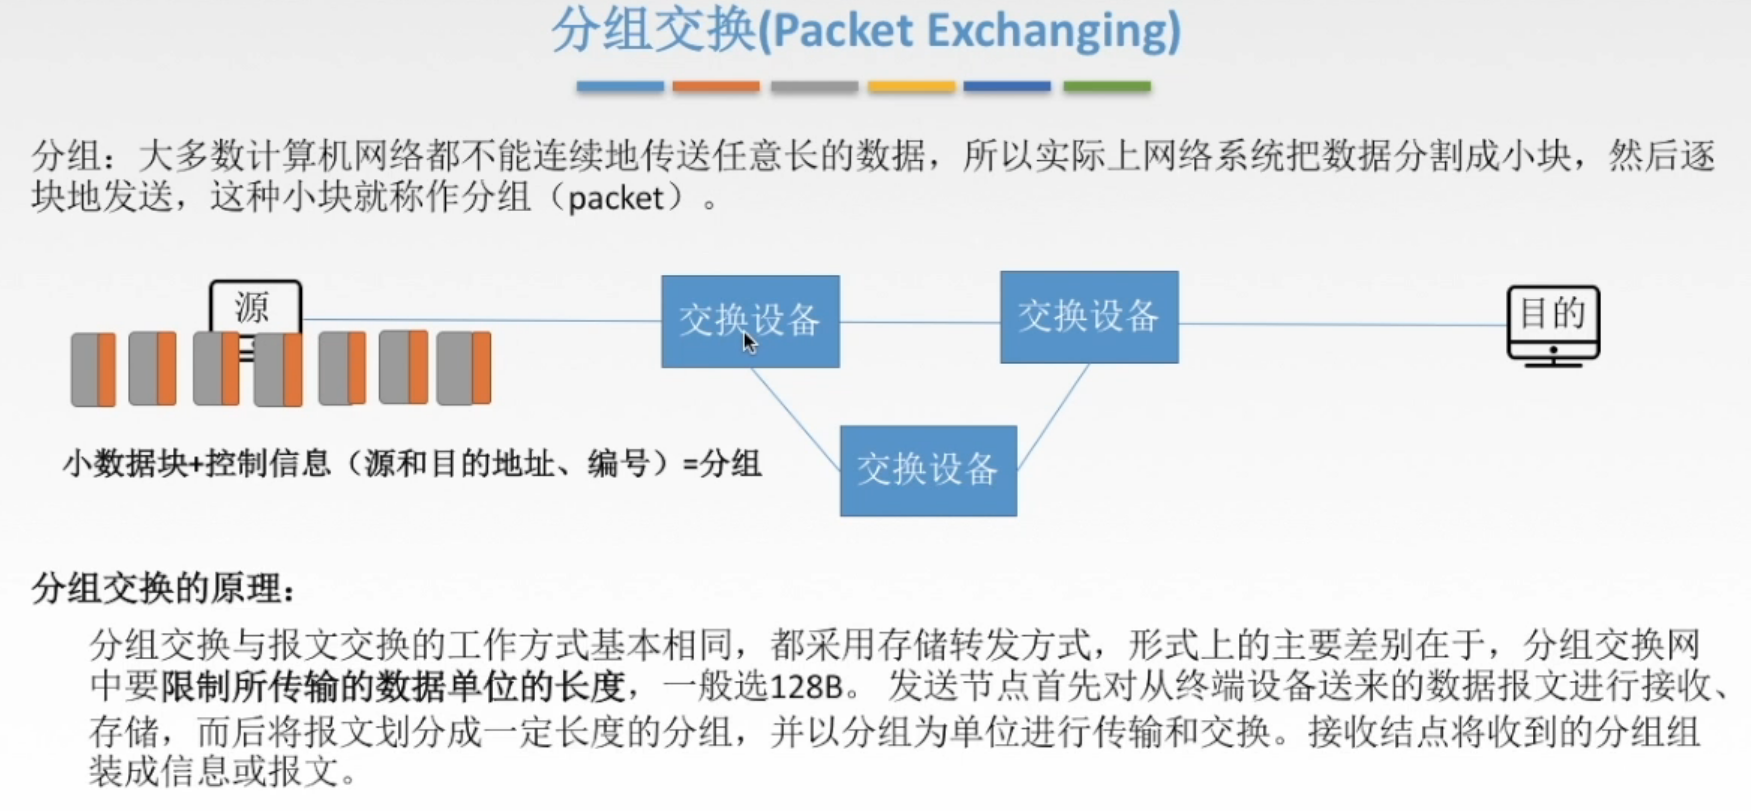 分组交换(Packet Exchanging)
分组：大多数计算机网络都不能连续地传送任意长的数据，所以实际上网络系统把数据分割成小块，然后逐
块地发送，这种小块就称作分组（packet）。
源
交换设备
交换设备
目的
交换设备
小数据块+控制信息（源和目的地址、编号）=分组
分组交换的原理：
分组交换与报文交换的工作方式基本相同，都采用存储转发方式，形式上的主要差别在于，分组交换网
中要限制所传输的数据单位的长度，一般选128B。 发送节点首先对从终端设备送来的数据报文进行接收、
存储，而后将报文划分成一定长度的分组，并以分组为单位进行传输和交换。接收结点将收到的分组组
装成信息或报文。